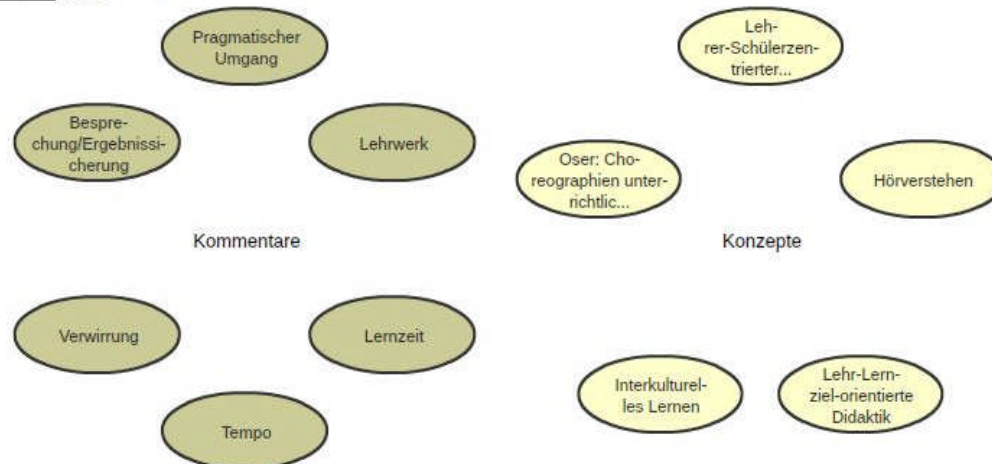 Pragmatischer
Umgang
Bespre-
chung/Ergebnissi-
cherung
Lehrwerk
Kommentare
Verwirrung
Lernzeit
Tempo
Leh-
rer-Schülerzen-
trierter...
Oser: Cho-
reographien unter-
richtlic...
Hörverstehen
Konzepte
Interkulturel-
les Lernen
Lehr-Lern-
ziel-orientierte
Didaktik